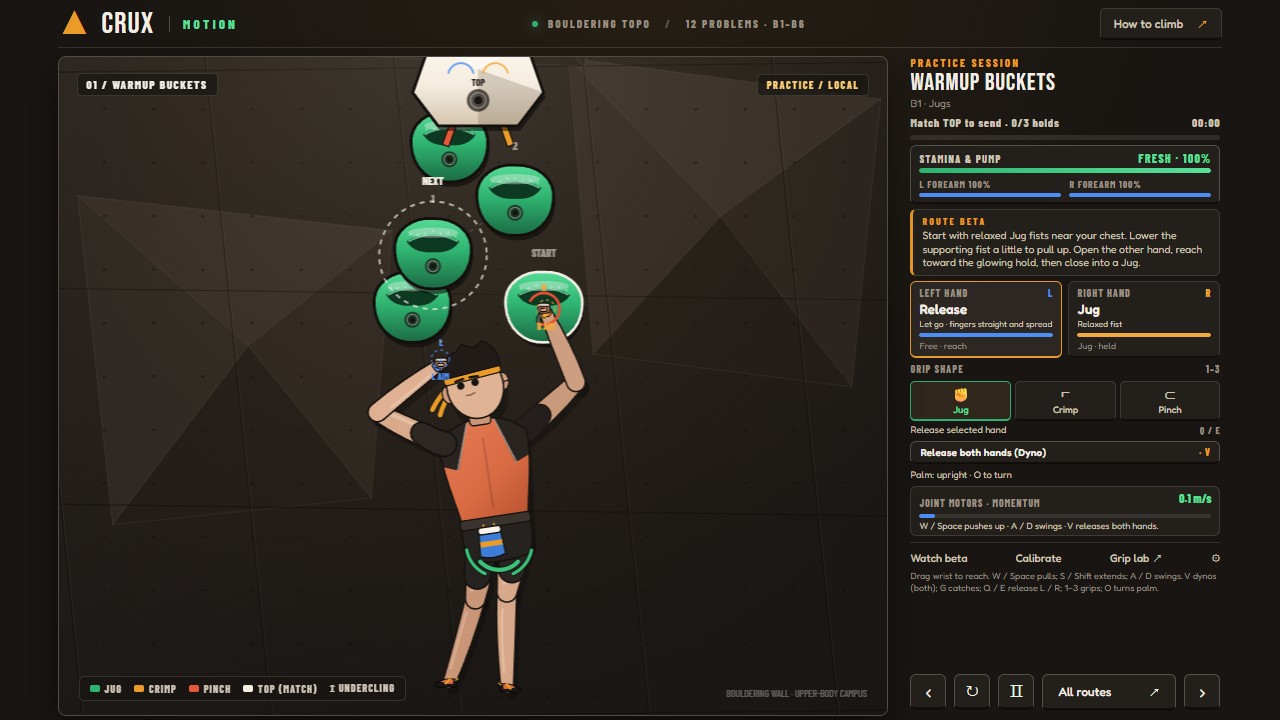 CRUX
MOTION
BOULDERING TOPO / 12 PROBLEMS · B1–B6
How to climb ↗
01 / WARMUP BUCKETS
PRACTICE / LOCAL
TOP
2
NEXT
1
START
L
L AIM
JUG
CRIMP
PINCH
TOP (MATCH)
UNDERCLING
BOULDERING WALL · UPPER-BODY CAMPUS
PRACTICE SESSION
WARMUP BUCKETS
B1 · Jugs
Match TOP to send · 0/3 holds 00:00
STAMINA & PUMP FRESH · 100%
L FOREARM 100% R FOREARM 100%
ROUTE BETA
Start with relaxed Jug fists near your chest. Lower the
supporting fist a little to pull up. Open the other hand, reach
toward the glowing hold, then close into a Jug.
LEFT HAND L
Release
Let go · fingers straight and spread
Free · reach
RIGHT HAND R
Jug
Relaxed fist
Jug · held
GRIP SHAPE 1–3
Jug
Crimp
Pinch
Release selected hand Q / E
Release both hands (Dyno) · V
Palm: upright · O to turn
JOINT MOTORS · MOMENTUM 0.1 m/s
W / Space pushes up · A / D swings · V releases both hands.
Watch beta Calibrate Grip lab ↗
Drag wrist to reach. W / Space pulls; S / Shift extends; A / D swings. V dynos
(both); G catches; Q / E release L / R; 1–3 grips; O turns palm.
All routes ↗